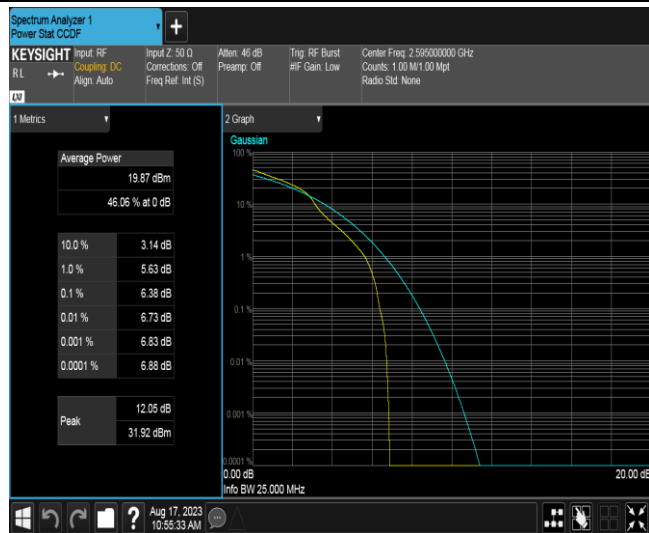 Spectrum Analyzer 1
Power Stat CCDF
+
KEYSIGHT
RL
Input: RF
Coupling: DC
Align: Auto
Input Z: 50 Ω
Corrections: Off
Freq Ref: Int (S)
Atten: 46 dB
Preamp: Off
Trig: RF Burst
#IF Gain: Low
Center Freq: 2.595000000 GHz
Counts: 1.00 M/1.00 Mpt
Radio Std: None
1 Metrics
Average Power
19.87 dBm
46.06 % at 0 dB
10.0 % 3.14 dB
1.0 % 5.63 dB
0.1 % 6.38 dB
0.01 % 6.73 dB
0.001 % 6.83 dB
0.0001 % 6.88 dB
Peak
12.05 dB
31.92 dBm
2 Graph
Gaussian
100 %
10 %
1 %
0.1 %
0.01 %
0.001 %
0.0001 %
0.00 dB 20.00 dB
Info BW 25.000 MHz
?
Aug 17, 2023
10:55:33 AM